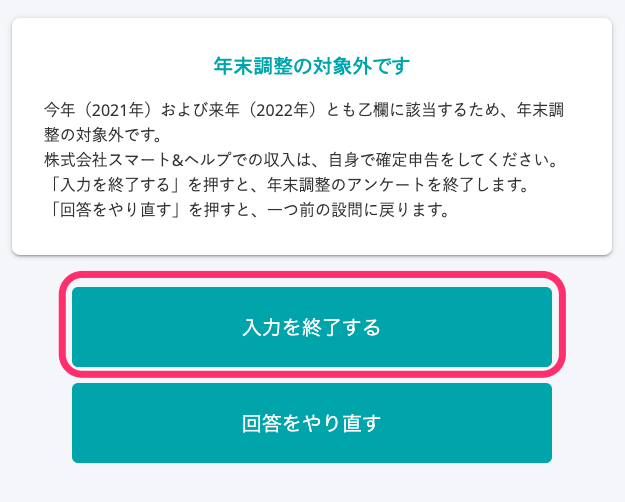 年末調整の対象外です
今年（2021年）および来年（2022年）とも乙欄に該当するため、年末調
整の対象外です。
株式会社スマート&ヘルプでの収入は、自身で確定申告をしてください。
「入力を終了する」を押すと、年末調整のアンケートを終了します。
「回答をやり直す」を押すと、一つ前の設問に戻ります。
入力を終了する
回答をやり直す